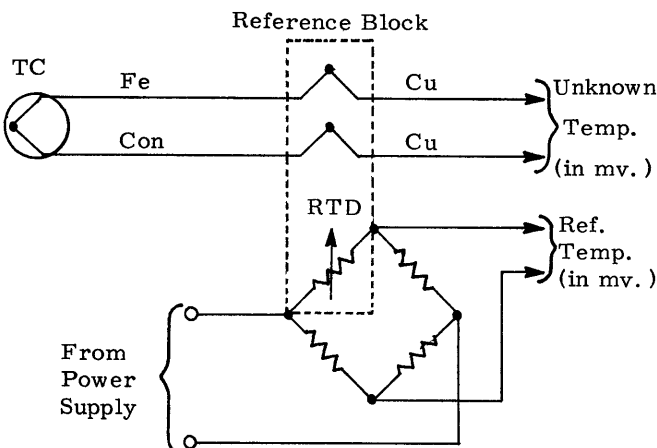 Reference Block
TC
Fe
Cu
Unknown
Temp.
(in mv.)
Con
Cu
RTD
Ref.
Temp.
(in mv.)
From
Power
Supply